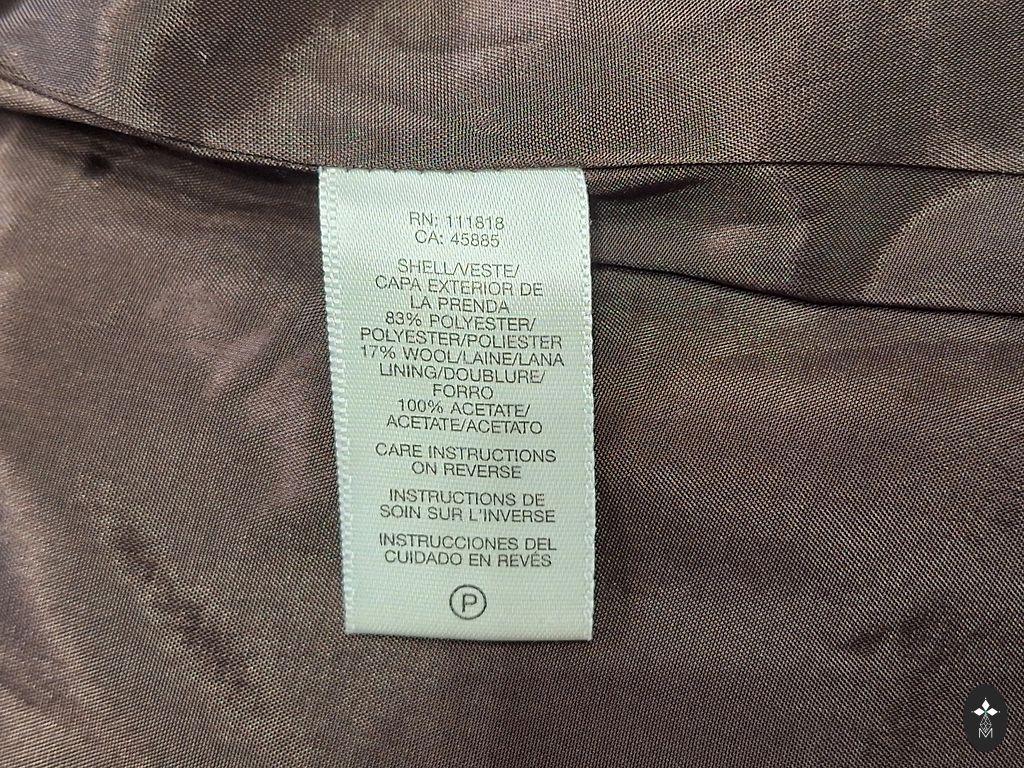 RN: 111818
CA: 45885
SHELL/VESTE/
CAPA EXTERIOR DE
LA PRENDA
83% POLYESTER/
POLYESTER/POLIESTER
17% WOOL/LAINE/LANA
LINING/DOUBLURE/
FORRO
100% ACETATE/
ACETATE/ACETATO
CARE INSTRUCTIONS
ON REVERSE
INSTRUCTIONS DE
SOIN SUR L'INVERSE
INSTRUCCIONES DEL
CUIDADO EN REVÉS
P
M